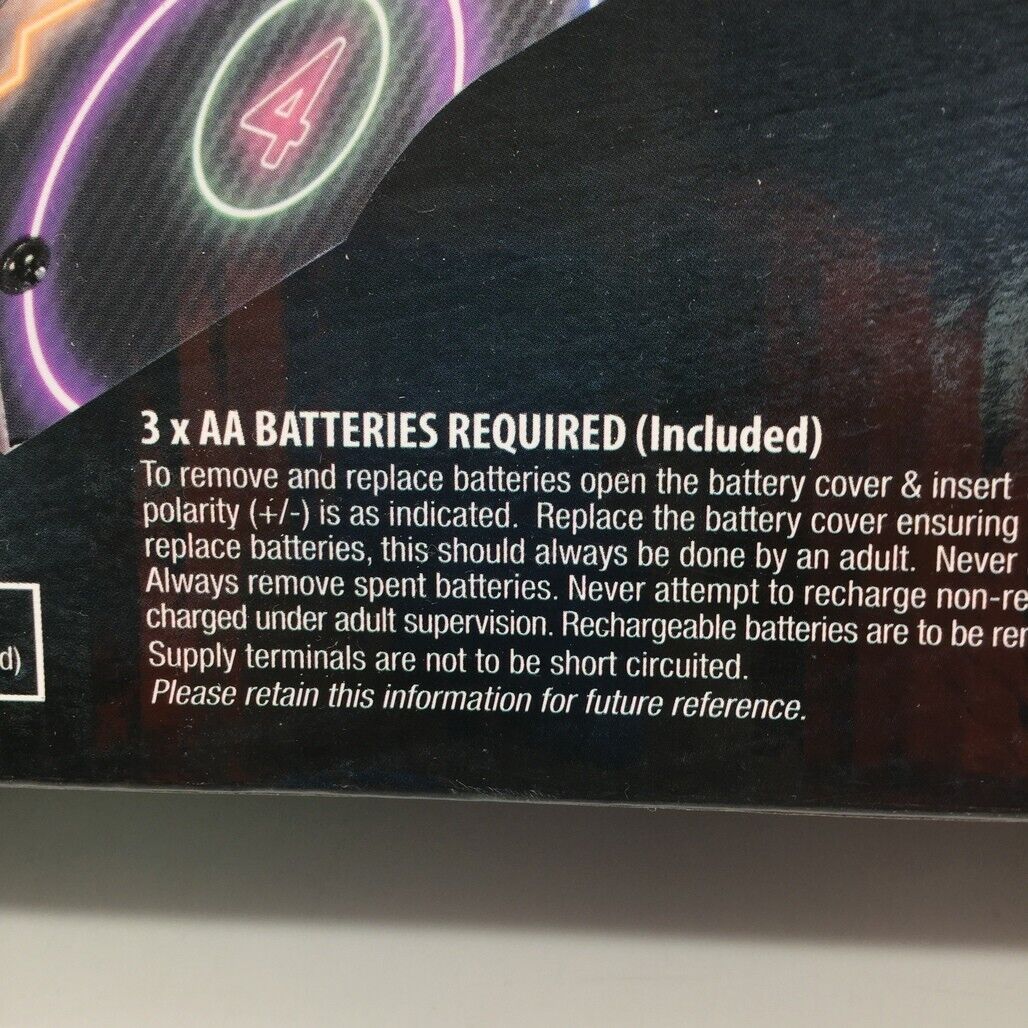 4
3 x AA BATTERIES REQUIRED (Included)
To remove and replace batteries open the battery cover & insert
polarity (+/-) is as indicated. Replace the battery cover ensuring
replace batteries, this should always be done by an adult. Never
Always remove spent batteries. Never attempt to recharge non-re
charged under adult supervision. Rechargeable batteries are to be rem
Supply terminals are not to be short circuited.
Please retain this information for future reference.
d)